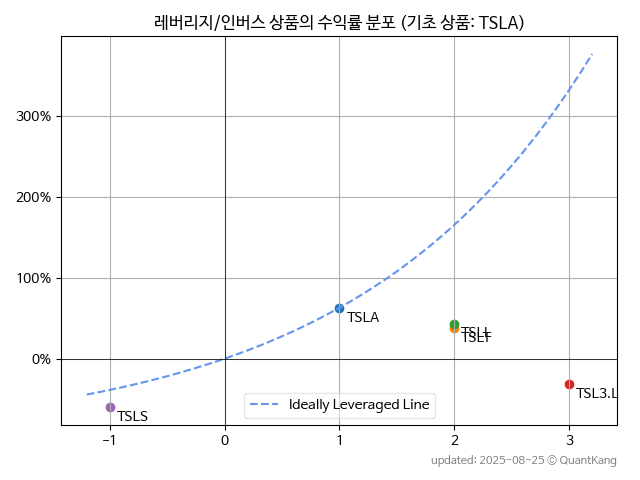 레버리지/인버스 상품의 수익률 분포 (기초 상품: TSLA)
300%
200%
100%
0%
TSLA
TSLL
TSLT
TSL3.L
TSLS
Ideally Leveraged Line
−1
0
1
2
3
updated: 2025-08-25 © QuantKang